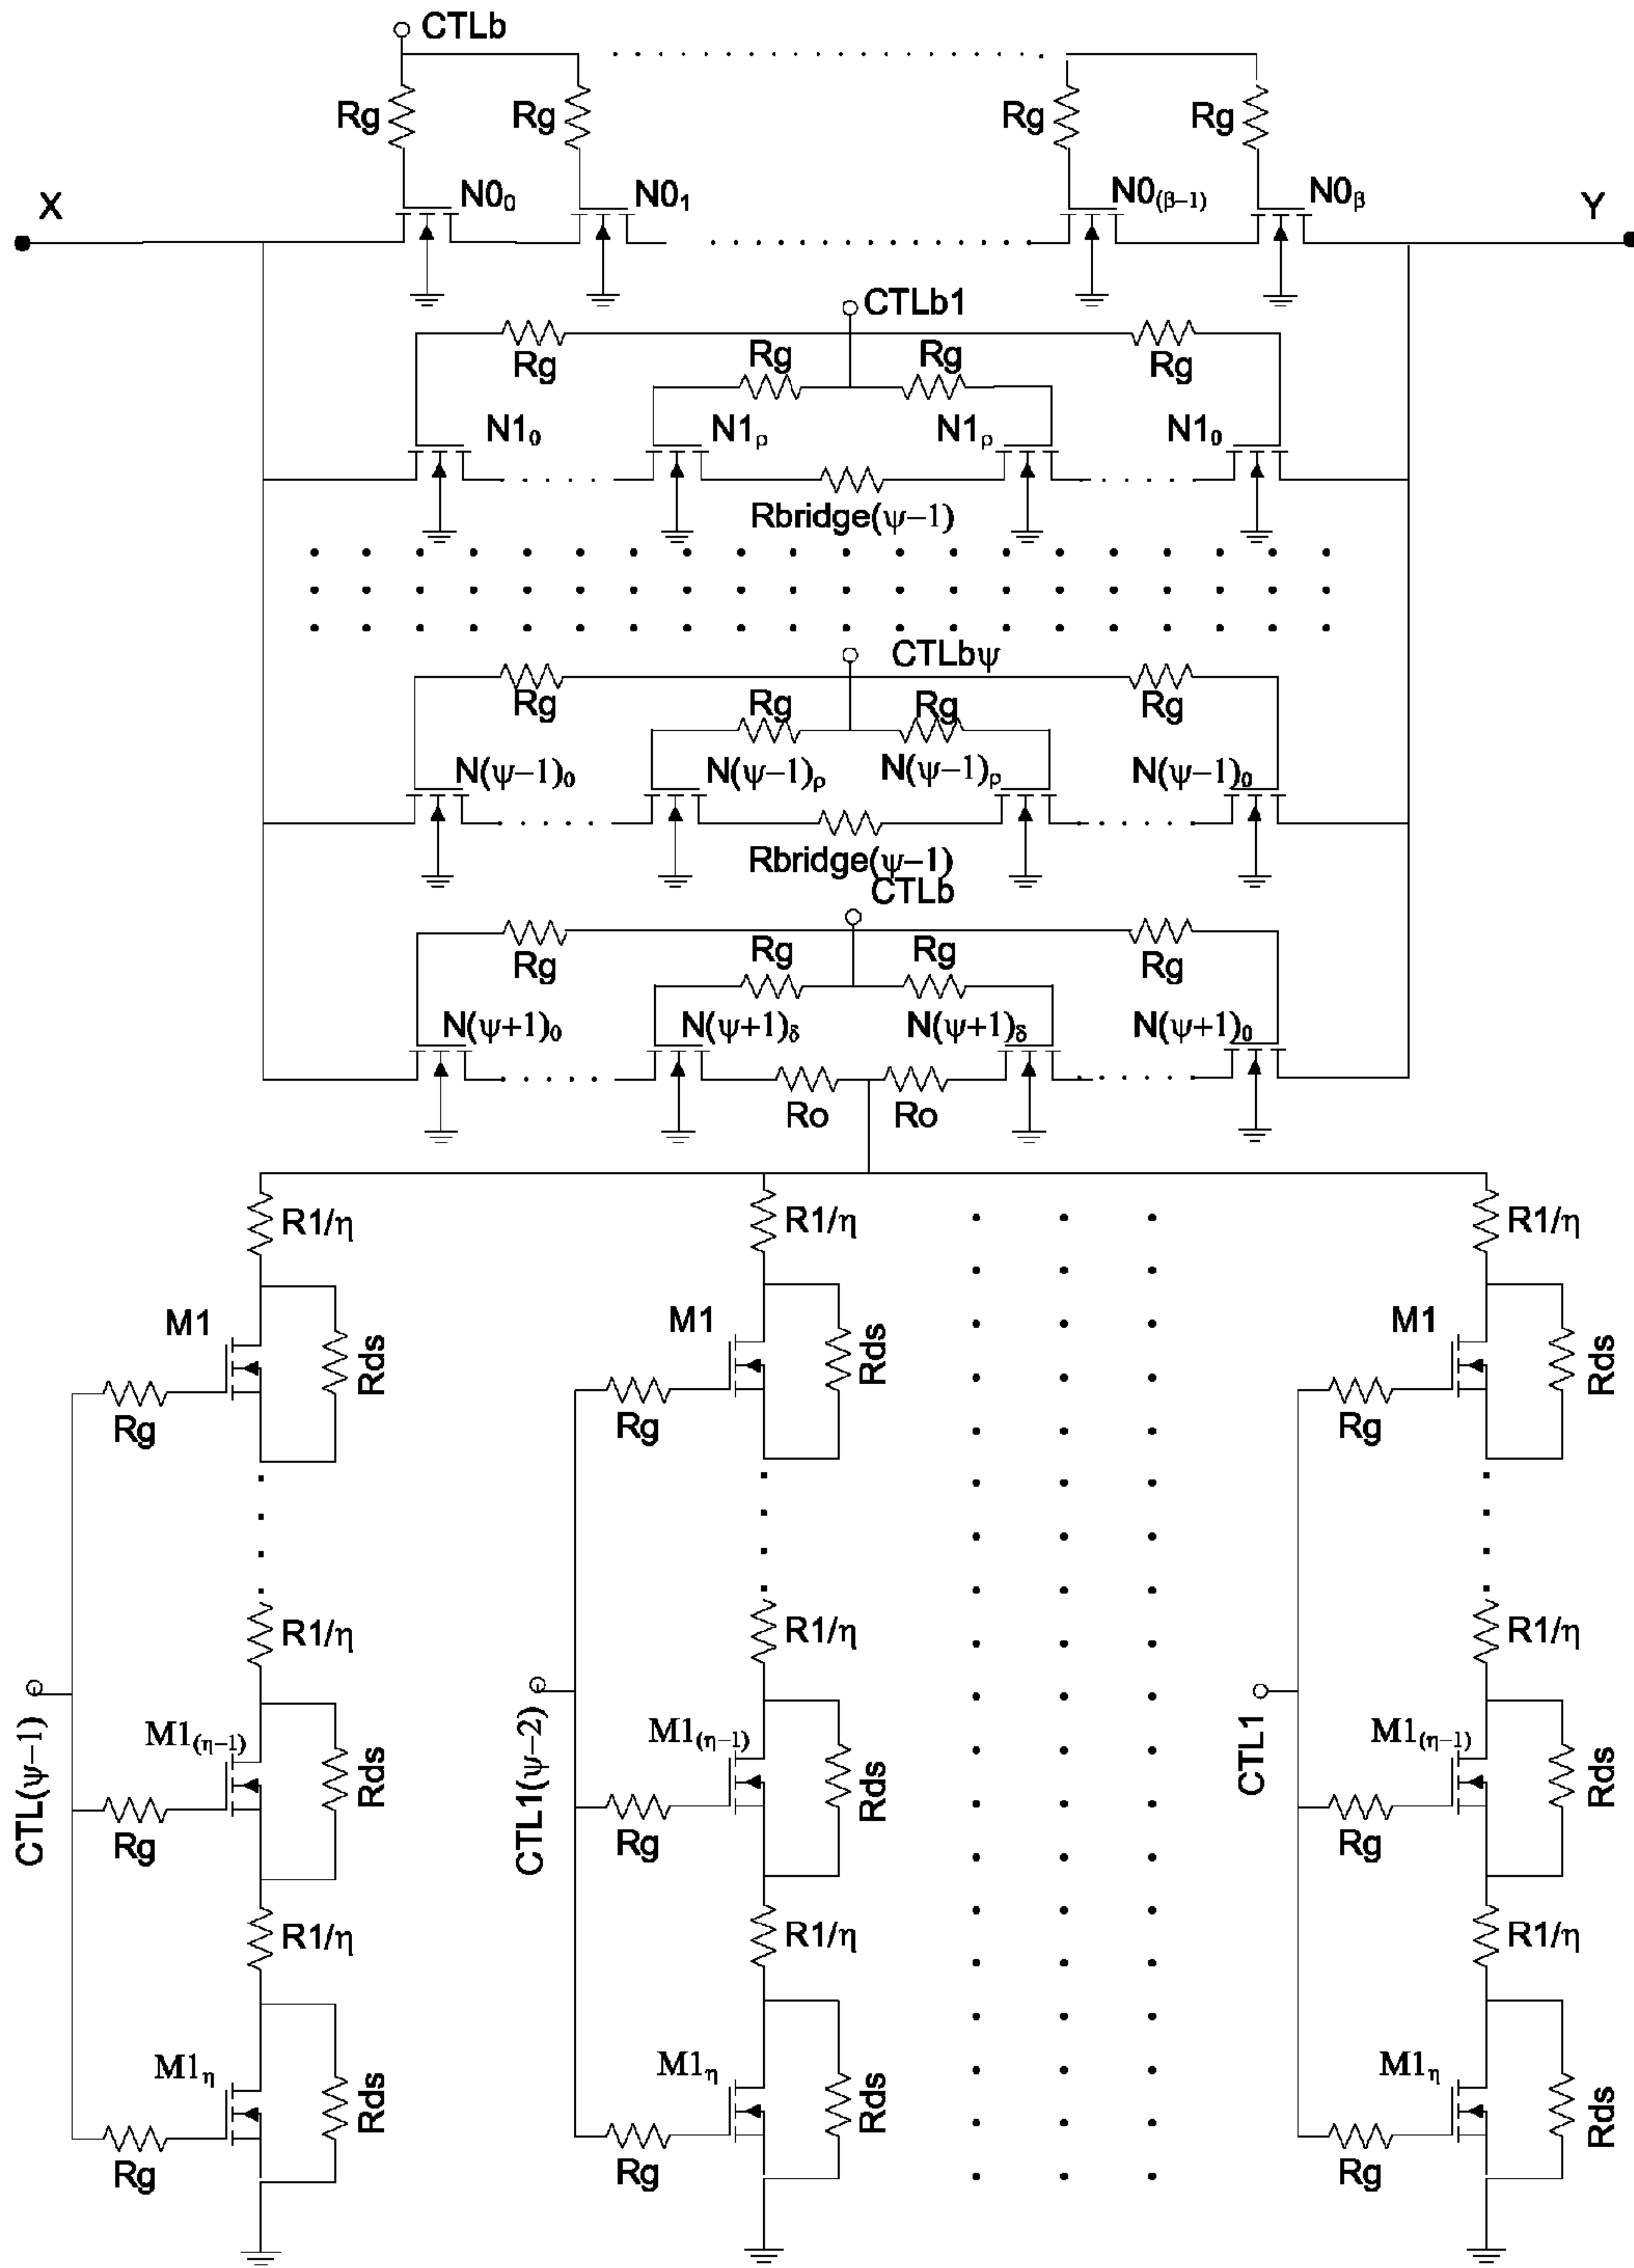 CTLb
Rg Rg Rg Rg
X N0₀ N0₁ N0₍β−1₎ N0β Y
CTLb1
Rg Rg Rg Rg
N1₀ N1ρ N1ρ N1₀
Rbridge(ψ−1)
CTLbψ
Rg Rg Rg Rg
N(ψ−1)₀ N(ψ−1)ρ N(ψ−1)ρ N(ψ−1)₀
Rbridge(ψ−1)
CTLb
Rg Rg Rg Rg
N(ψ+1)₀ N(ψ+1)δ N(ψ+1)δ N(ψ+1)₀
Ro Ro
R1/η R1/η R1/η
M1 Rds M1 Rds M1 Rds
Rg Rg Rg
R1/η R1/η R1/η
CTL(ψ−1) CTL1(ψ−2) CTL1
M1(η−1) Rds M1(η−1) Rds M1(η−1) Rds
Rg Rg Rg
R1/η R1/η R1/η
M1η Rds M1η Rds M1η Rds
Rg Rg Rg